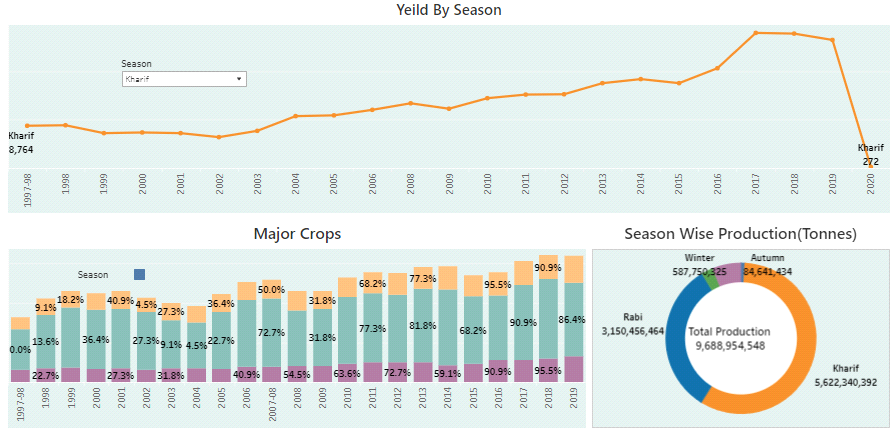 Yeild By Season
Season
Kharif
Kharif
8,764
Kharif
272
1997-98 1998 1999 2000 2001 2002 2003 2004 2005 2006 2008 2009 2010 2011 2012 2013 2014 2015 2016 2017 2018 2019 2020
Major Crops
Season
0.0% 9.1% 13.6% 22.7% 18.2% 36.4% 40.9% 27.3% 4.5% 27.3% 27.3% 9.1% 31.8% 4.5% 36.4% 22.7% 40.9% 50.0% 72.7% 54.5% 31.8% 31.8% 63.6% 68.2% 77.3% 72.7% 77.3% 81.8% 59.1% 68.2% 95.5% 90.9% 90.9% 90.9% 95.5% 86.4%
1997-98 1998 1999 2000 2001 2002 2003 2004 2005 2006 2007-08 2008 2009 2010 2011 2012 2013 2014 2015 2016 2017 2018 2019
Season Wise Production(Tonnes)
Winter
587,750,325
Autumn
84,641,434
Rabi
3,150,456,464
Total Production
9,688,954,548
Kharif
5,622,340,392